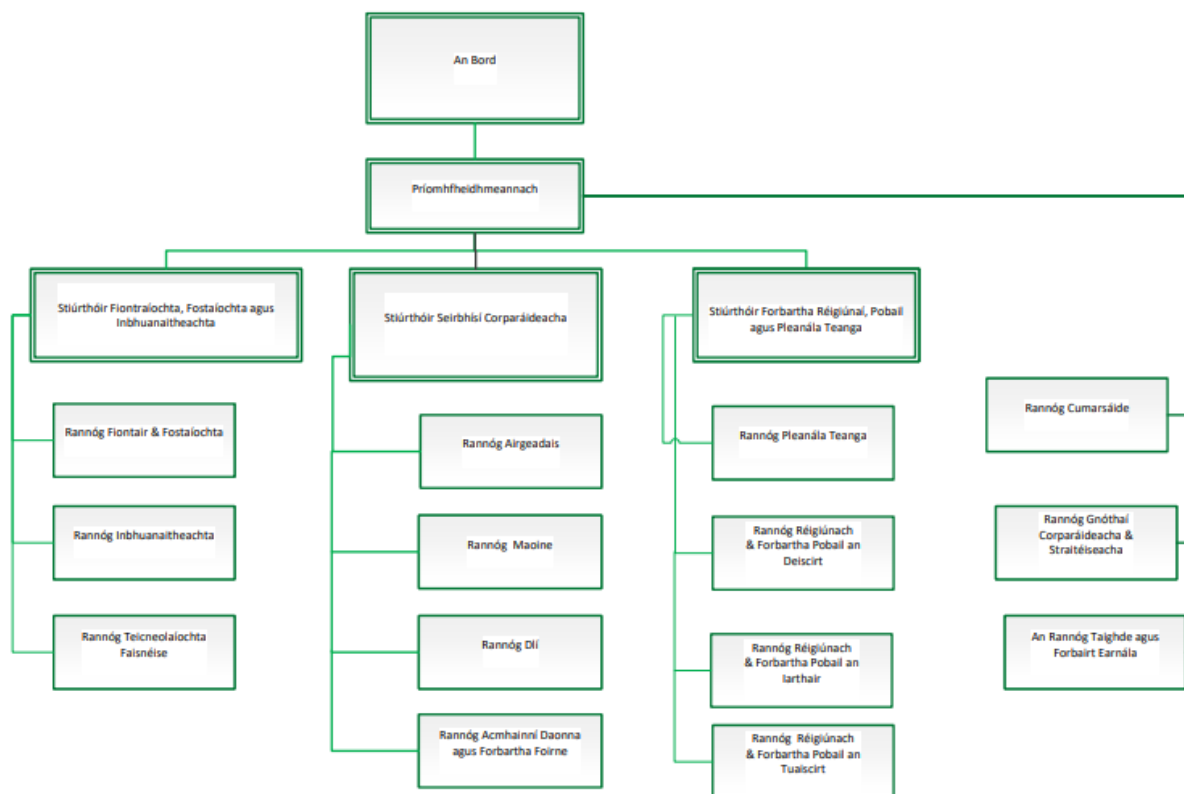 An Bord
Príomhfheidhmeannach
Stiúrthóir Fiontraíochta, Fostaíochta agus
Inbhuanaitheachta
Rannóg Fiontair & Fostaíochta
Rannóg Inbhuanaitheachta
Rannóg Teicneolaíochta
Faisnéise
Stiúrthóir Seirbhísí Corparáideacha
Rannóg Airgeadais
Rannóg Maoine
Rannóg Dlí
Rannóg Acmhainní Daonna
agus Forbartha Foirne
Stiúrthóir Forbartha Réigiúnaí, Pobail
agus Pleanála Teanga
Rannóg Pleanála Teanga
Rannóg Réigiúnach
& Forbartha Pobail an
Deiscirt
Rannóg Réigiúnach
& Forbartha Pobail an
Iarthair
Rannóg Réigiúnach
& Forbartha Pobail an
Tuaiscirt
Rannóg Cumarsáide
Rannóg Gnóthaí
Corparáideacha &
Straitéiseacha
An Rannóg Taighde agus
Forbairt Earnála